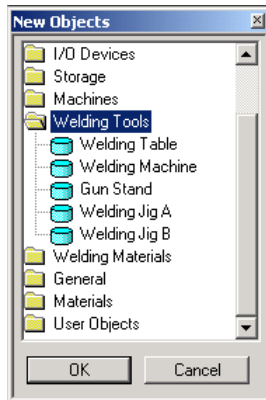 New Objects
I/O Devices
Storage
Machines
Welding Tools
Welding Table
Welding Machine
Gun Stand
Welding Jig A
Welding Jig B
Welding Materials
General
Materials
User Objects
OK Cancel